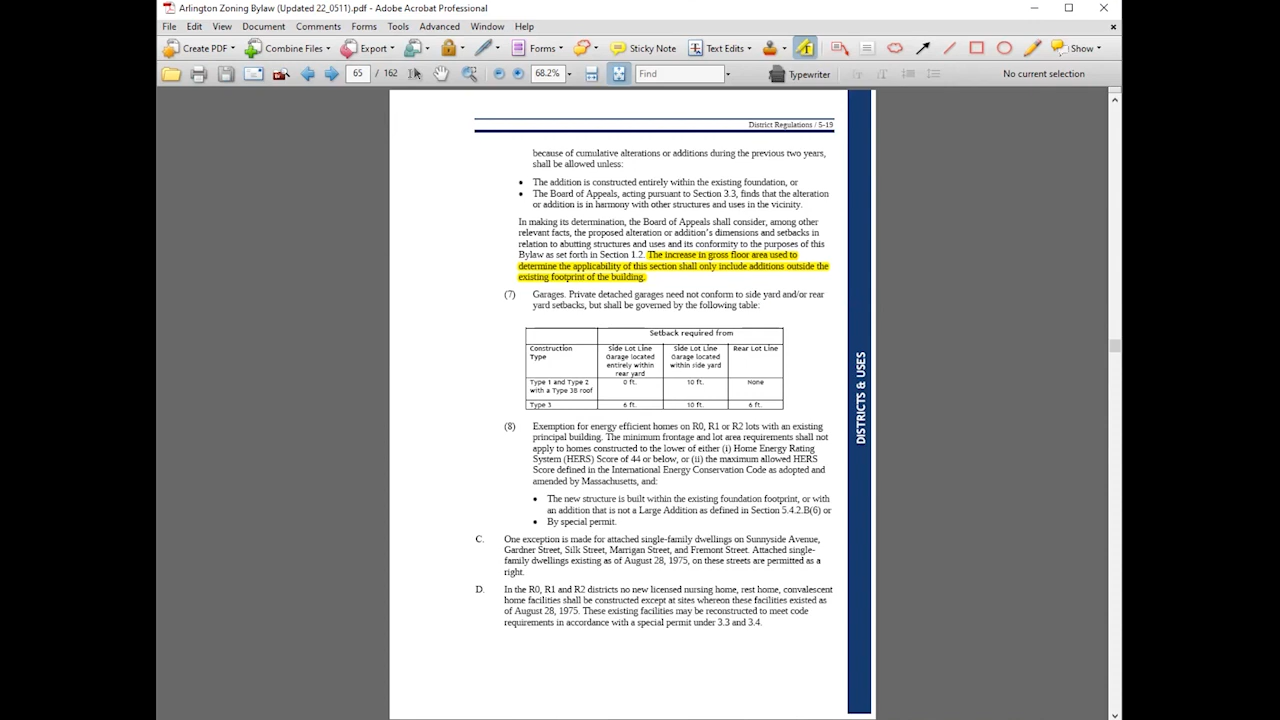 Arlington Zoning Bylaw (Updated 22_0511).pdf - Adobe Acrobat Professional
File Edit View Document Comments Forms Tools Advanced Window Help
Create PDF Combine Files Export Forms Sticky Note Text Edits Show
65 / 162 68.2% Find Typewriter No current selection
District Regulations / 5-19
because of cumulative alterations or additions during the previous two years,
shall be allowed unless:
• The addition is constructed entirely within the existing foundation, or
• The Board of Appeals, acting pursuant to Section 3.3, finds that the alteration
or addition is in harmony with other structures and uses in the vicinity.
In making its determination, the Board of Appeals shall consider, among other
relevant facts, the proposed alteration or addition's dimensions and setbacks in
relation to abutting structures and uses and its conformity to the purposes of this
Bylaw as set forth in Section 1.2. The increase in gross floor area used to
determine the applicability of this section shall only include additions outside the
existing footprint of the building.
(7) Garages. Private detached garages need not conform to side yard and/or rear
yard setbacks, but shall be governed by the following table:
Setback required from
Construction Side Lot Line Side Lot Line Rear Lot Line
Type Garage located Garage located
entirely within within side yard
rear yard
Type 1 and Type 2 0 ft. 10 ft. None
with a Type 3B roof
Type 3 6 ft. 10 ft. 6 ft.
(8) Exemption for energy efficient homes on R0, R1 or R2 lots with an existing
principal building. The minimum frontage and lot area requirements shall not
apply to homes constructed to the lower of either (i) Home Energy Rating
System (HERS) Score of 44 or below, or (ii) the maximum allowed HERS
Score defined in the International Energy Conservation Code as adopted and
amended by Massachusetts, and:
• The new structure is built within the existing foundation footprint, or with
an addition that is not a Large Addition as defined in Section 5.4.2.B(6) or
• By special permit.
C. One exception is made for attached single-family dwellings on Sunnyside Avenue,
Gardner Street, Silk Street, Marrigan Street, and Fremont Street. Attached single-
family dwellings existing as of August 28, 1975, on these streets are permitted as a
right.
D. In the R0, R1 and R2 districts no new licensed nursing home, rest home, convalescent
home facilities shall be constructed except at sites whereon these facilities existed as
of August 28, 1975. These existing facilities may be reconstructed to meet code
requirements in accordance with a special permit under 3.3 and 3.4.
DISTRICTS & USES